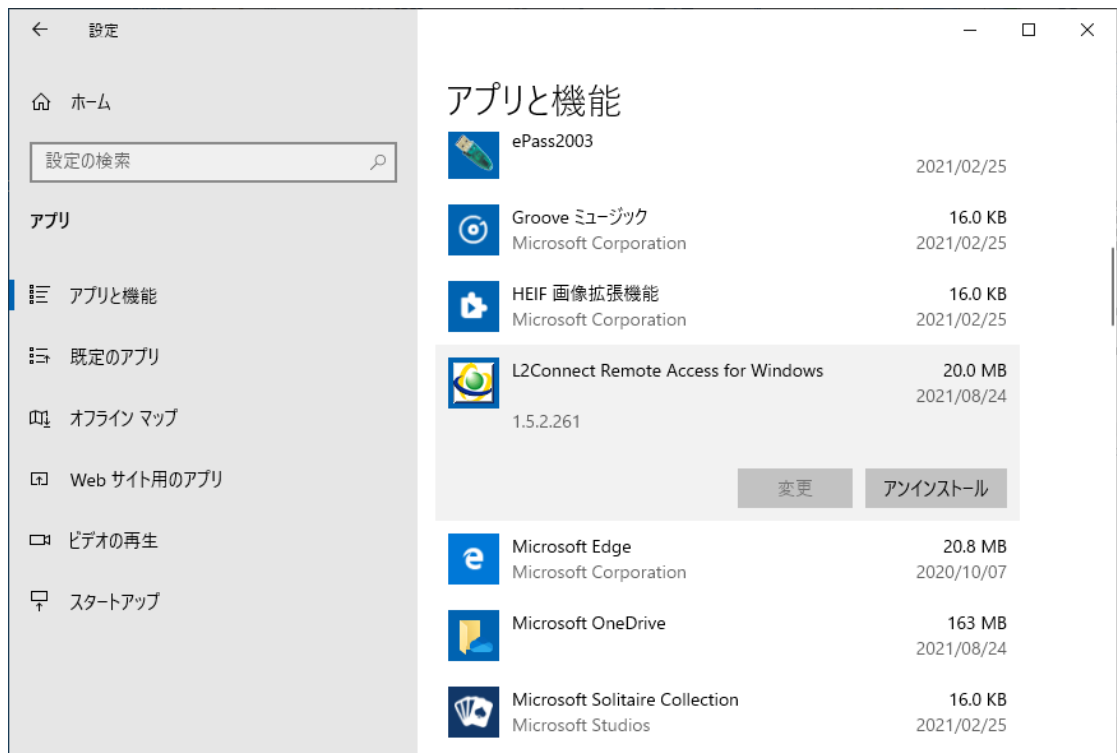 設定
ホーム
設定の検索
アプリ
アプリと機能
既定のアプリ
オフライン マップ
Web サイト用のアプリ
ビデオの再生
スタートアップ
アプリと機能
ePass2003
2021/02/25
Groove ミュージック 16.0 KB
Microsoft Corporation 2021/02/25
HEIF 画像拡張機能 16.0 KB
Microsoft Corporation 2021/02/25
L2Connect Remote Access for Windows 20.0 MB
2021/08/24
1.5.2.261
変更 アンインストール
Microsoft Edge 20.8 MB
Microsoft Corporation 2020/10/07
Microsoft OneDrive 163 MB
2021/08/24
Microsoft Solitaire Collection 16.0 KB
Microsoft Studios 2021/02/25